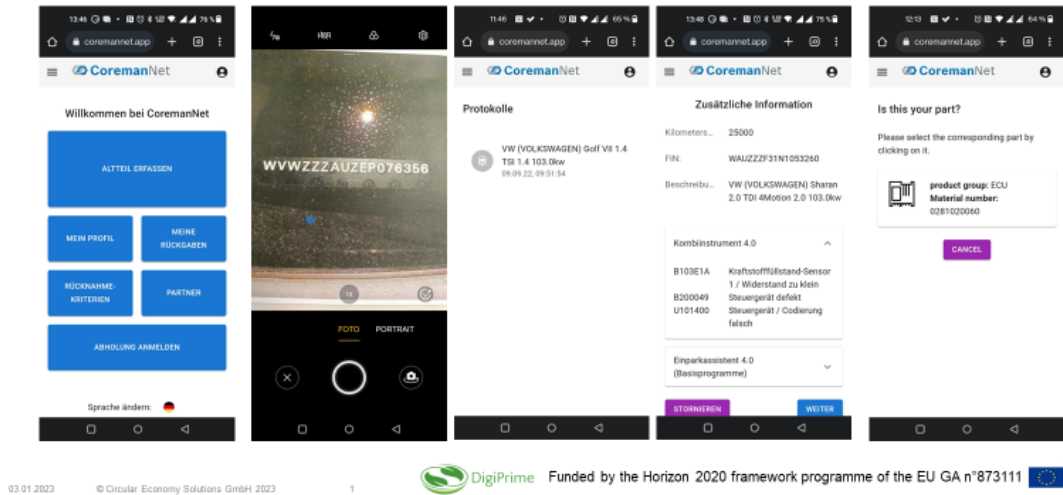 13:46 76%
coremannet.app
CoremanNet
Willkommen bei CoremanNet
ALTTEIL ERFASSEN
MEIN PROFIL
MEINE
RÜCKGABEN
RÜCKNAHME-
KRITERIEN
PARTNER
ABHOLUNG ANMELDEN
Sprache ändern:
HDR
WVWZZZAUZEP076356
1X
FOTO PORTRAIT
11:46 65%
coremannet.app
CoremanNet
Protokolle
VW (VOLKSWAGEN) Golf VII 1.4
TSI 1.4 103.0kw
09.09.22, 09:51:54
13:48 75%
coremannet.app
CoremanNet
Zusätzliche Information
Kilometers... 25000
FIN: WAUZZZF31N1053260
Beschreibu... VW (VOLKSWAGEN) Sharan
2.0 TDI 4Motion 2.0 103.0kw
Kombiinstrument 4.0
B103E1A Kraftstofffüllstand-Sensor
1 / Widerstand zu klein
B200049 Steuergerät defekt
U101400 Steuergerät / Codierung
falsch
Einparkassistent 4.0
(Basisprogramme)
STORNIEREN WEITER
12:13 64%
coremannet.app
CoremanNet
Is this your part?
Please select the corresponding part by
clicking on it.
product group: ECU
Material number:
0281020060
CANCEL
03.01.2023 © Circular Economy Solutions GmbH 2023 1
DigiPrime Funded by the Horizon 2020 framework programme of the EU GA n°873111